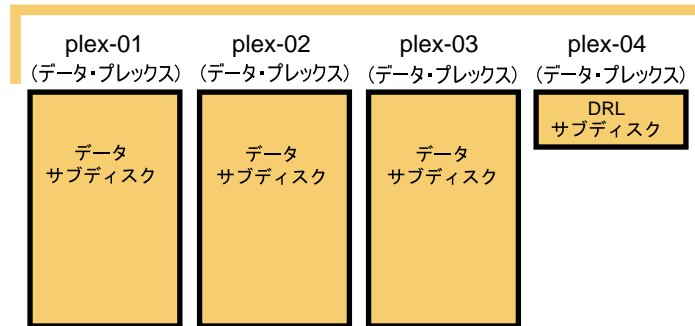 plex-01
(データ・プレックス)
データ
サブディスク
plex-02
(データ・プレックス)
データ
サブディスク
plex-03
(データ・プレックス)
データ
サブディスク
plex-04
(データ・プレックス)
DRL
サブディスク